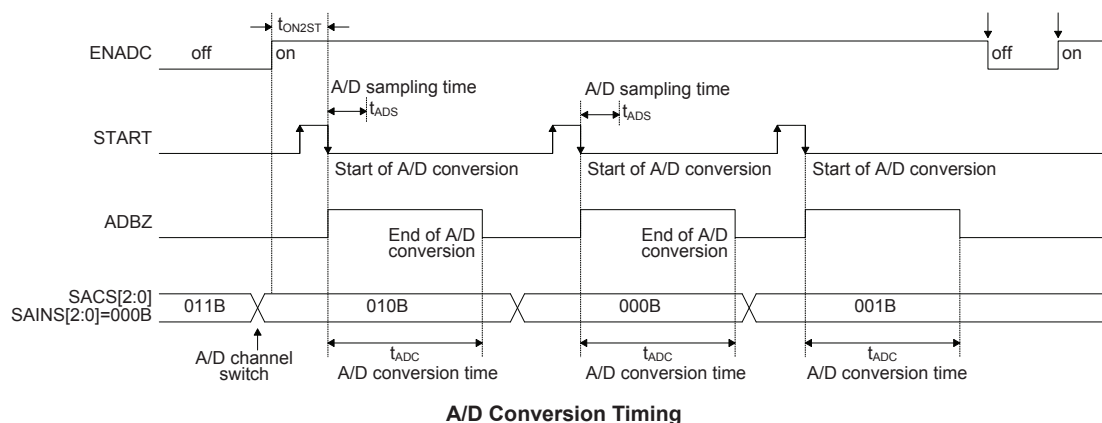 tON2ST
ENADC
off
on
off
on
A/D sampling time
tADS
A/D sampling time
tADS
START
Start of A/D conversion
Start of A/D conversion
Start of A/D conversion
ADBZ
End of A/D
conversion
End of A/D
conversion
SACS[2:0]
SAINS[2:0]=000B
011B
010B
000B
001B
A/D channel
switch
tADC
A/D conversion time
tADC
A/D conversion time
tADC
A/D conversion time
A/D Conversion Timing